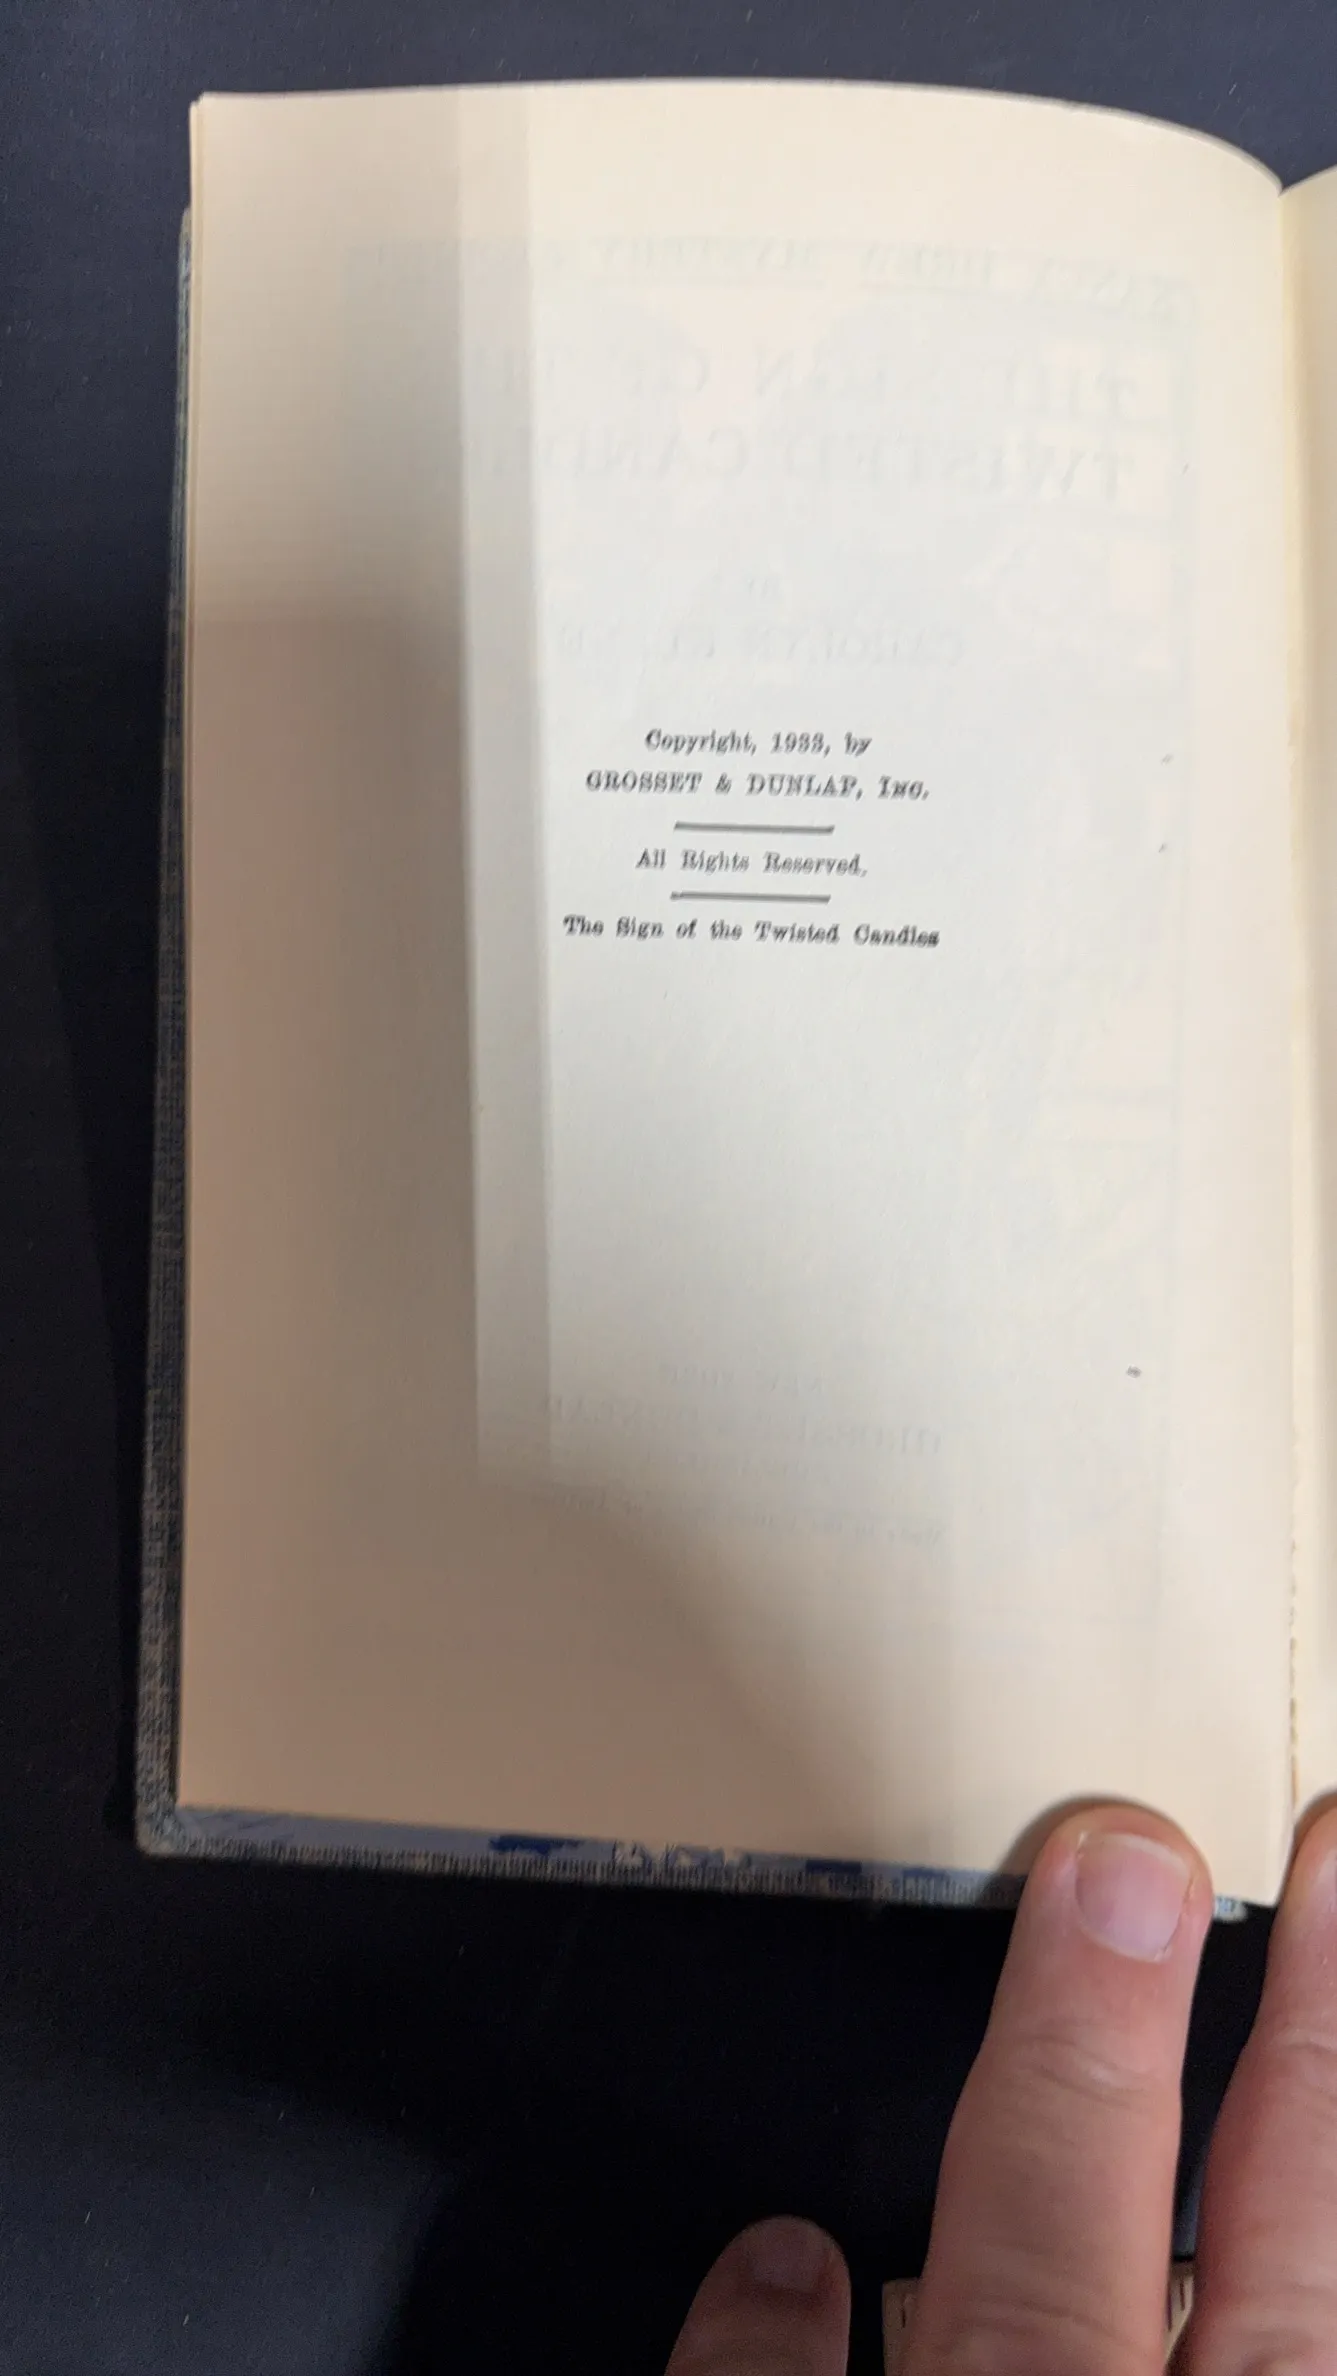 Copyright, 1933, by
GROSSET & DUNLAP, INC.
All Rights Reserved.
The Sign of the Twisted Candles